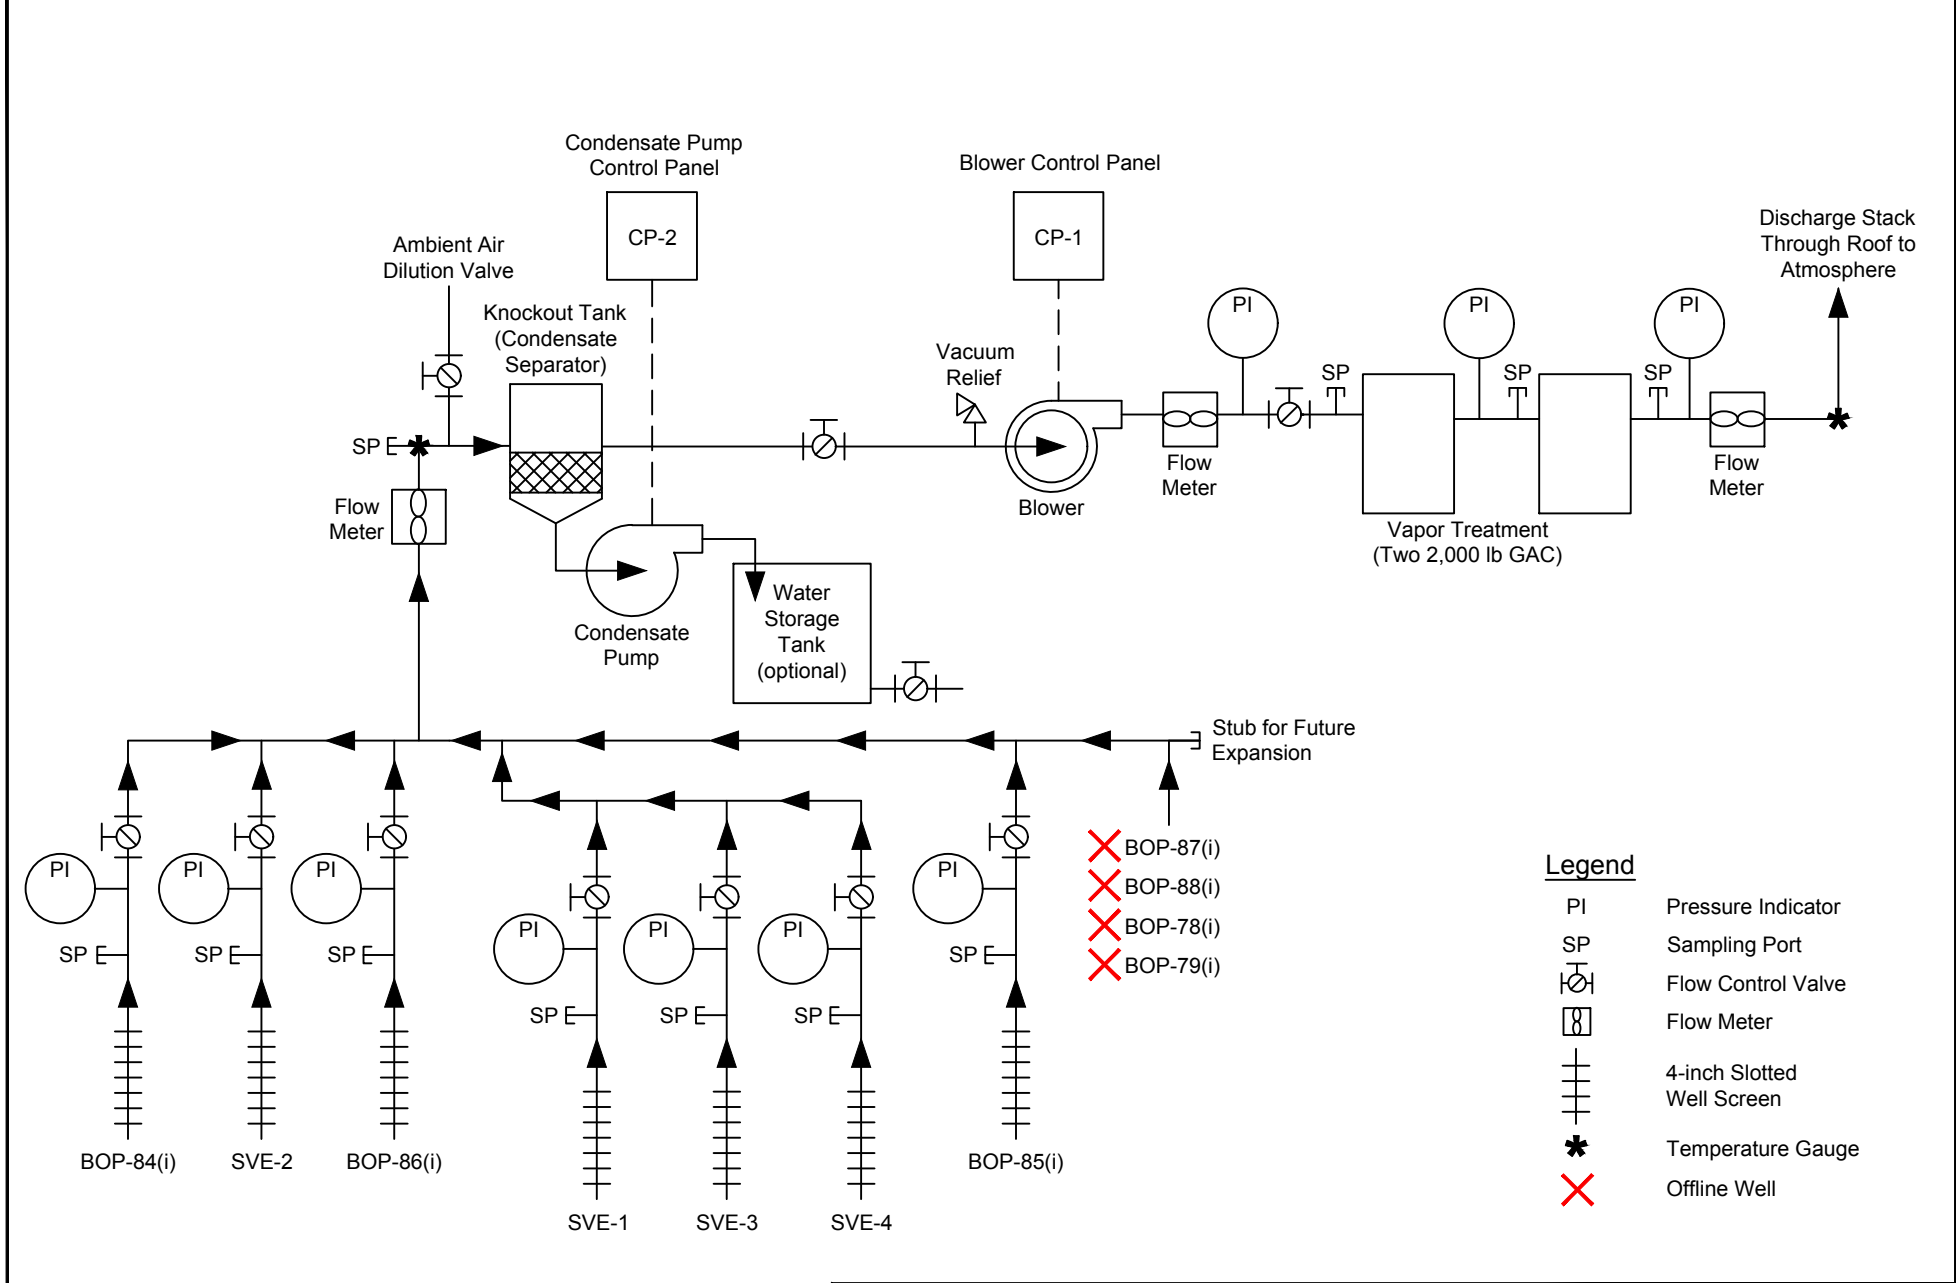 Condensate Pump
Control Panel
CP-2
Blower Control Panel
CP-1
Discharge Stack
Through Roof to
Atmosphere
Ambient Air
Dilution Valve
Knockout Tank
(Condensate
Separator)
Vacuum
Relief
PI
PI
PI
SP
SP
SP
SP
Flow
Meter
Blower
Flow
Meter
Flow
Meter
Vapor Treatment
(Two 2,000 lb GAC)
Condensate
Pump
Water
Storage
Tank
(optional)
Stub for Future
Expansion
PI
PI
PI
PI
PI
PI
PI
SP
SP
SP
SP
SP
SP
SP
BOP-87(i)
BOP-88(i)
BOP-78(i)
BOP-79(i)
BOP-84(i)
SVE-2
BOP-86(i)
BOP-85(i)
SVE-1
SVE-3
SVE-4
Legend
PI Pressure Indicator
SP Sampling Port
Flow Control Valve
Flow Meter
4-inch Slotted
Well Screen
Temperature Gauge
Offline Well